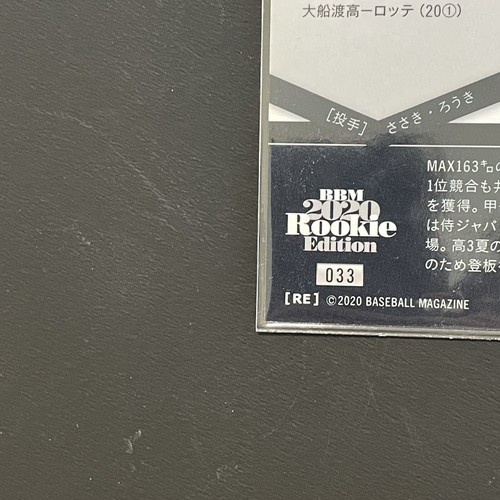 大船渡高ーロッテ（20①）
［投手］ ささき・ろうき
MAX163㌔の
1位競合も井
を獲得。甲
は侍ジャパ
場。高3夏の
のため登板
BBM
2020
Rookie
Edition
033
[RE] ©2020 BASEBALL MAGAZINE